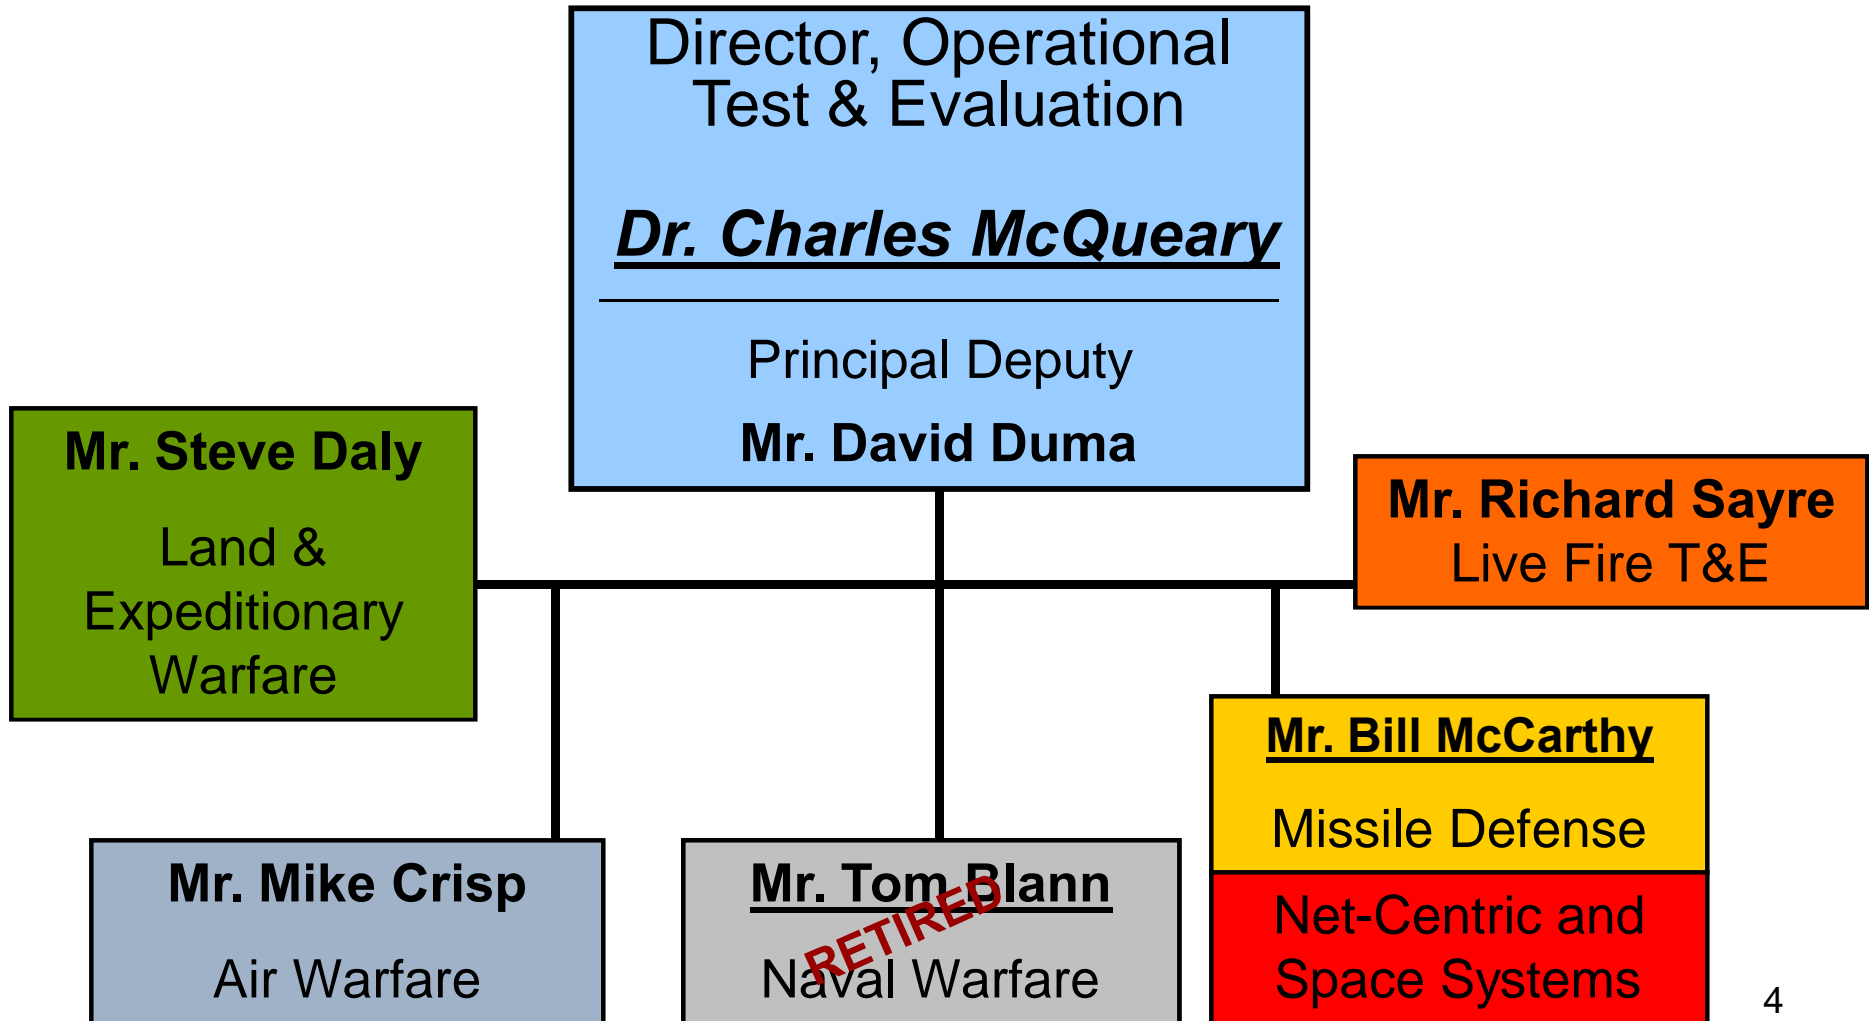 Director, Operational
Test & Evaluation
Dr. Charles McQueary
Principal Deputy
Mr. David Duma
Mr. Steve Daly
Land &
Expeditionary
Warfare
Mr. Richard Sayre
Live Fire T&E
Mr. Mike Crisp
Air Warfare
Mr. Tom Blann
RETIRED
Naval Warfare
Mr. Bill McCarthy
Missile Defense
Net-Centric and
Space Systems
4